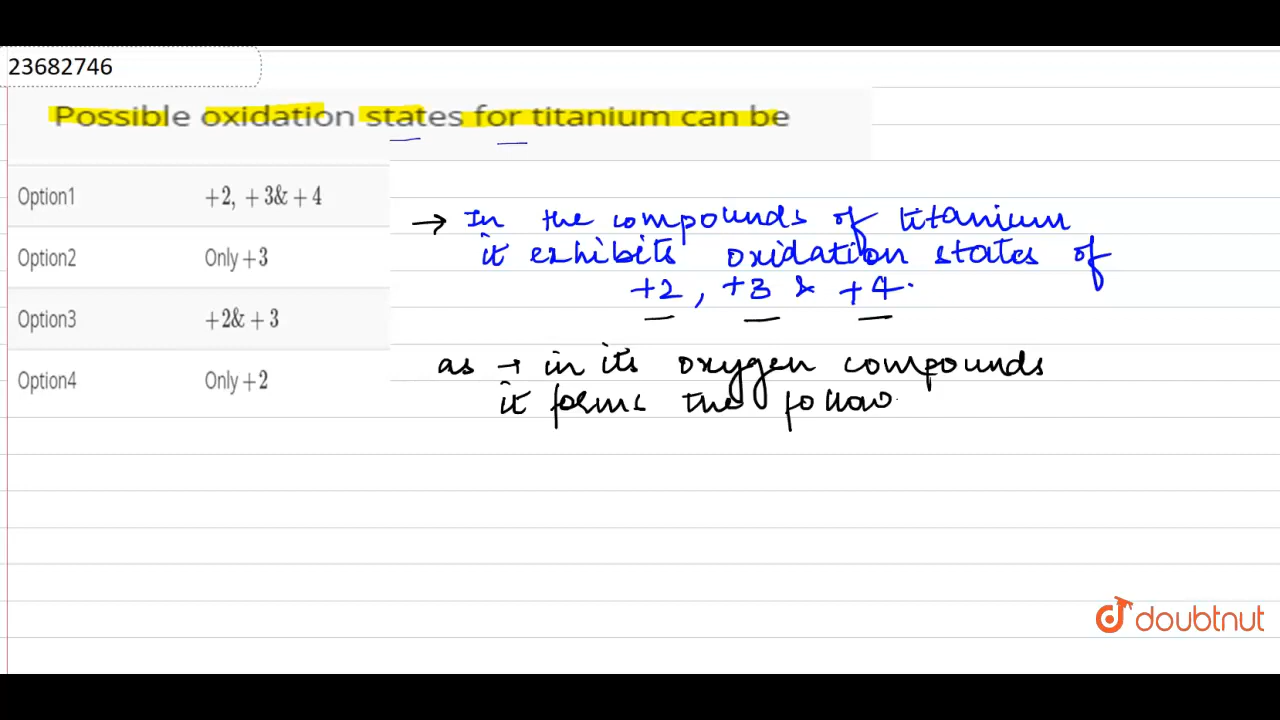 23682746
Possible oxidation states for titanium can be
Option1 +2, +3& +4
Option2 Only +3
Option3 +2& +3
Option4 Only +2
→ In the compounds of titanium
it exhibits oxidation states of
+2, +3 & +4.
as → in its oxygen compounds
it forms the follow
doubtnut